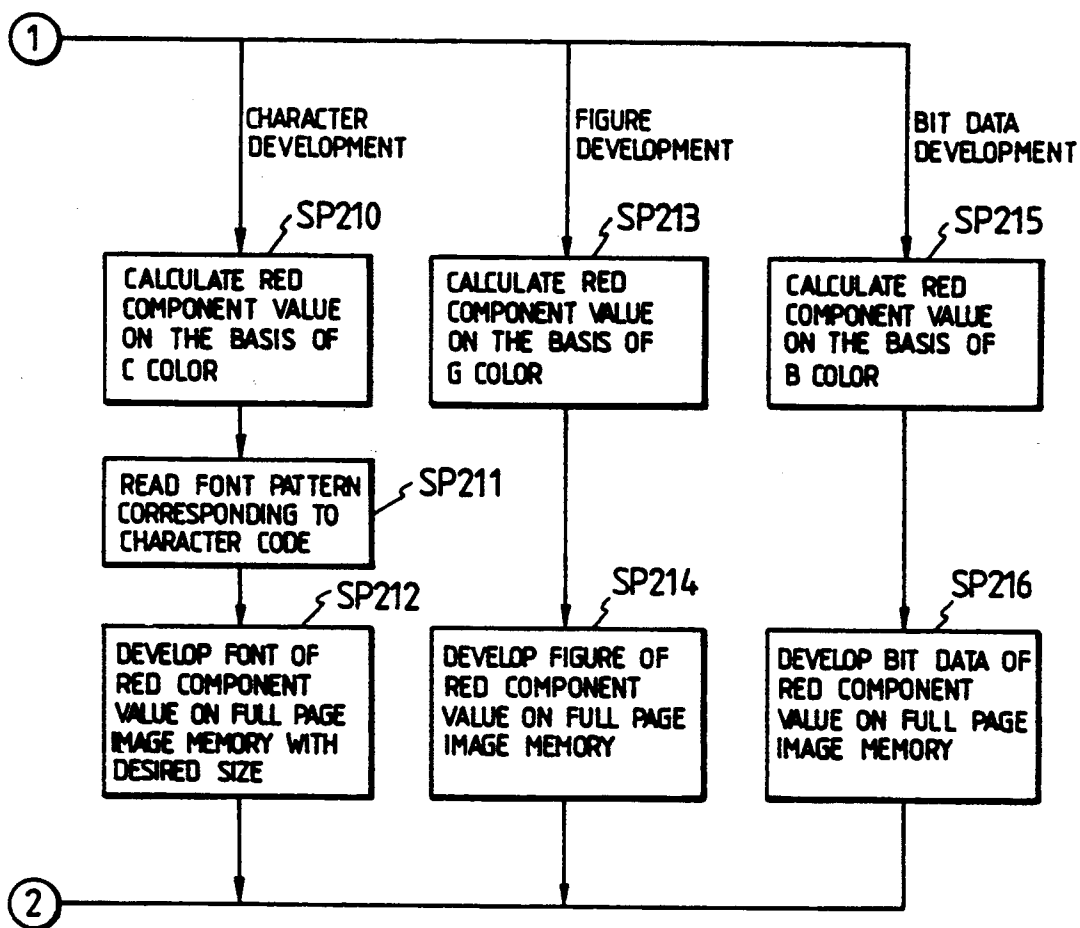 1
CHARACTER
DEVELOPMENT
FIGURE
DEVELOPMENT
BIT DATA
DEVELOPMENT
SP210
CALCULATE RED
COMPONENT VALUE
ON THE BASIS OF
C COLOR
SP213
CALCULATE RED
COMPONENT VALUE
ON THE BASIS OF
G COLOR
SP215
CALCULATE RED
COMPONENT VALUE
ON THE BASIS OF
B COLOR
SP211
READ FONT PATTERN
CORRESPONDING TO
CHARACTER CODE
SP212
DEVELOP FONT OF
RED COMPONENT
VALUE ON FULL PAGE
IMAGE MEMORY WITH
DESIRED SIZE
SP214
DEVELOP FIGURE OF
RED COMPONENT
VALUE ON FULL PAGE
IMAGE MEMORY
SP216
DEVELOP BIT DATA OF
RED COMPONENT
VALUE ON FULL PAGE
IMAGE MEMORY
2